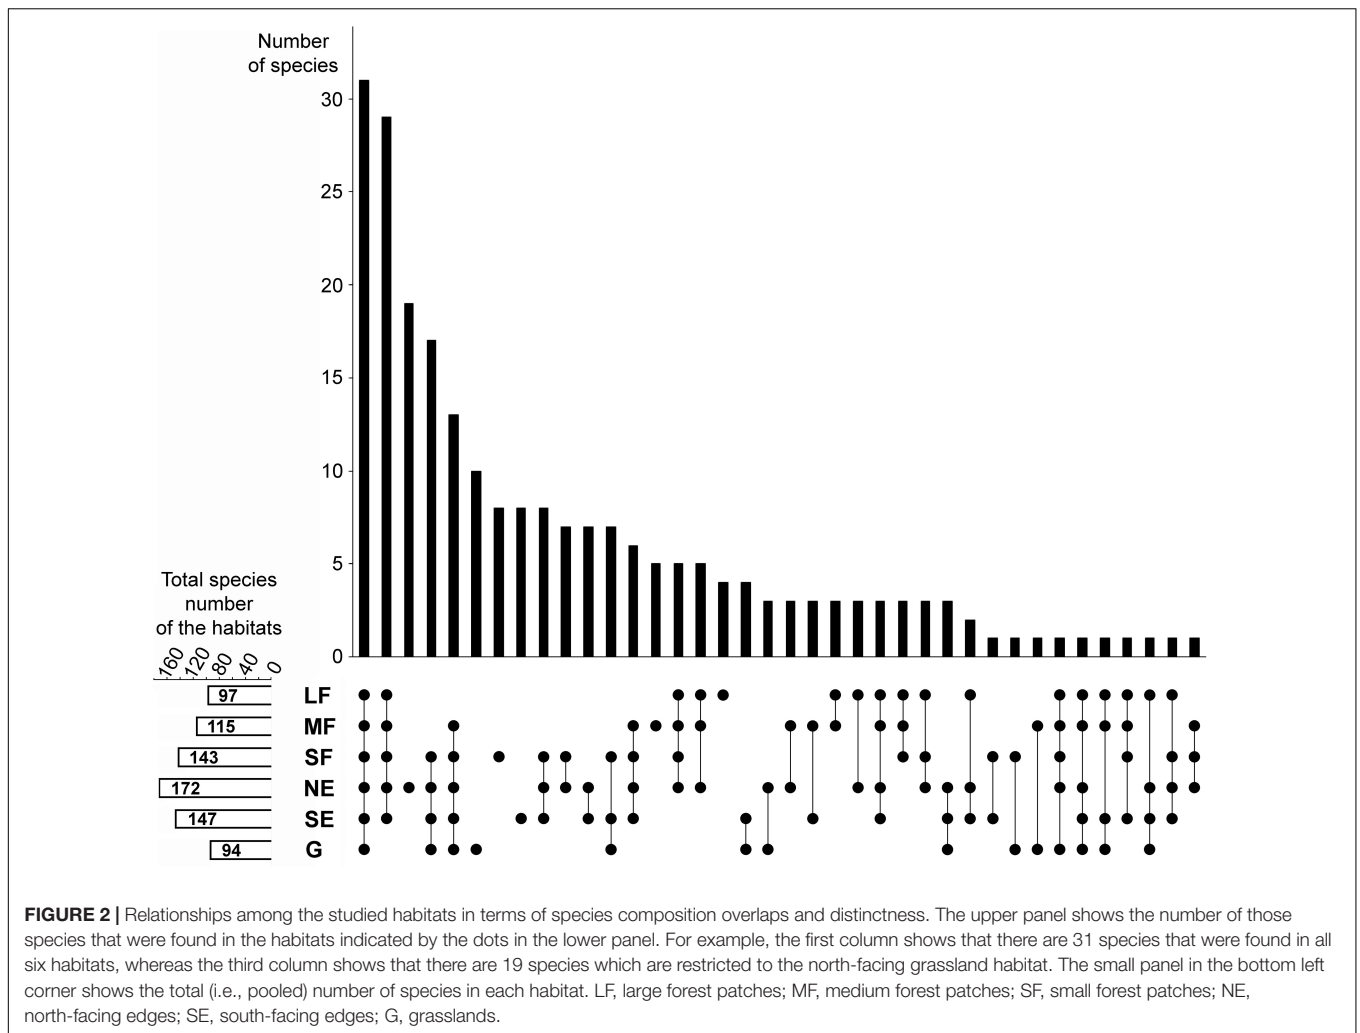 Number
of species
30
25
20
15
10
5
0
Total species
number
of the habitats
160 120 80 40 0
97 LF
115 MF
143 SF
172 NE
147 SE
94 G
FIGURE 2 | Relationships among the studied habitats in terms of species composition overlaps and distinctness. The upper panel shows the number of those
species that were found in the habitats indicated by the dots in the lower panel. For example, the first column shows that there are 31 species that were found in all
six habitats, whereas the third column shows that there are 19 species which are restricted to the north-facing grassland habitat. The small panel in the bottom left
corner shows the total (i.e., pooled) number of species in each habitat. LF, large forest patches; MF, medium forest patches; SF, small forest patches; NE,
north-facing edges; SE, south-facing edges; G, grasslands.